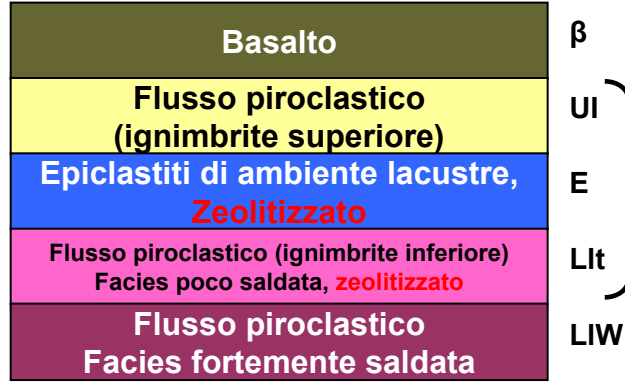 Basalto
β
Flusso piroclastico
(ignimbrite superiore)
UI
Epiclastiti di ambiente lacustre,
Zeolitizzato
E
Flusso piroclastico (ignimbrite inferiore)
Facies poco saldata, zeolitizzato
LIt
Flusso piroclastico
Facies fortemente saldata
LIW